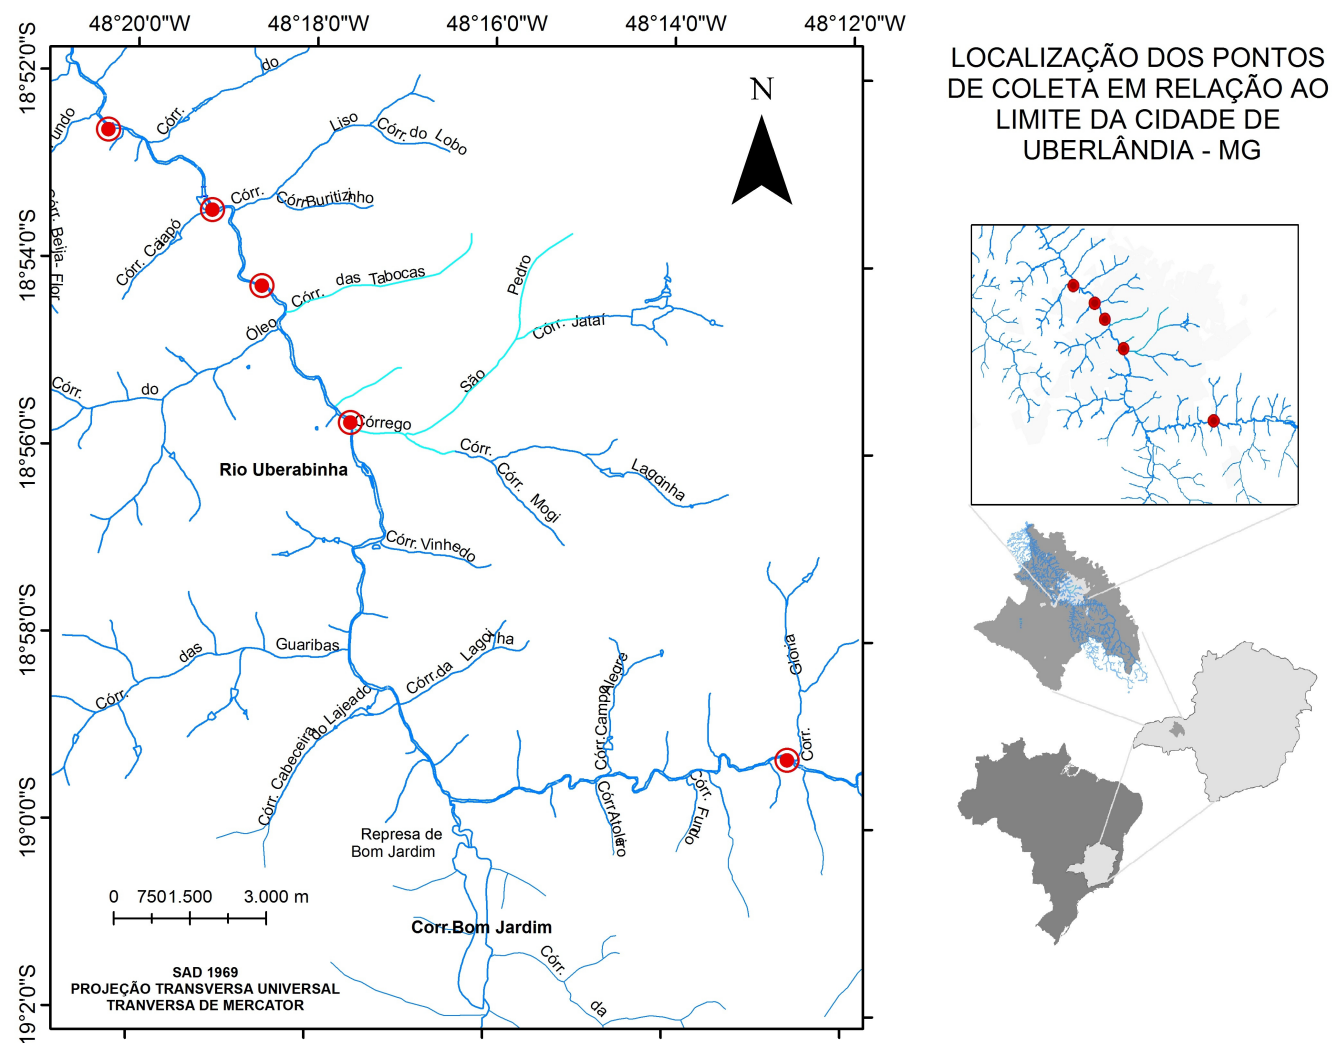 48°20'0"W
48°18'0"W
48°16'0"W
48°14'0"W
48°12'0"W
18°52'0"S
18°54'0"S
18°56'0"S
18°58'0"S
19°0'0"S
19°2'0"S
LOCALIZAÇÃO DOS PONTOS
DE COLETA EM RELAÇÃO AO
LIMITE DA CIDADE DE
UBERLÂNDIA - MG
N
do
Córr.
undo
Liso
Córr. do Lobo
Córr.
Córr Buritizinho
Córr. Caiapó
Córr. Beija- Flor
Córr. das Tabocas
Pedro
Córr. Jataí
Óleo
do
Córr.
São
Córrego
Córr.
Lagoinha
Córr. Mogi
Rio Uberabinha
Córr. Vinhedo
Guaribas
das
Córr.
Córr.da Lagoinha
Córr. Cabeceira do Lajeado
Córr.Campo Alegre
Glória
Corr.
Córr Atoleiro
Córr. Fundo
Represa de
Bom Jardim
0 750 1.500 3.000 m
Corr.Bom Jardim
Córr.
da
SAD 1969
PROJEÇÃO TRANSVERSA UNIVERSAL
TRANVERSA DE MERCATOR